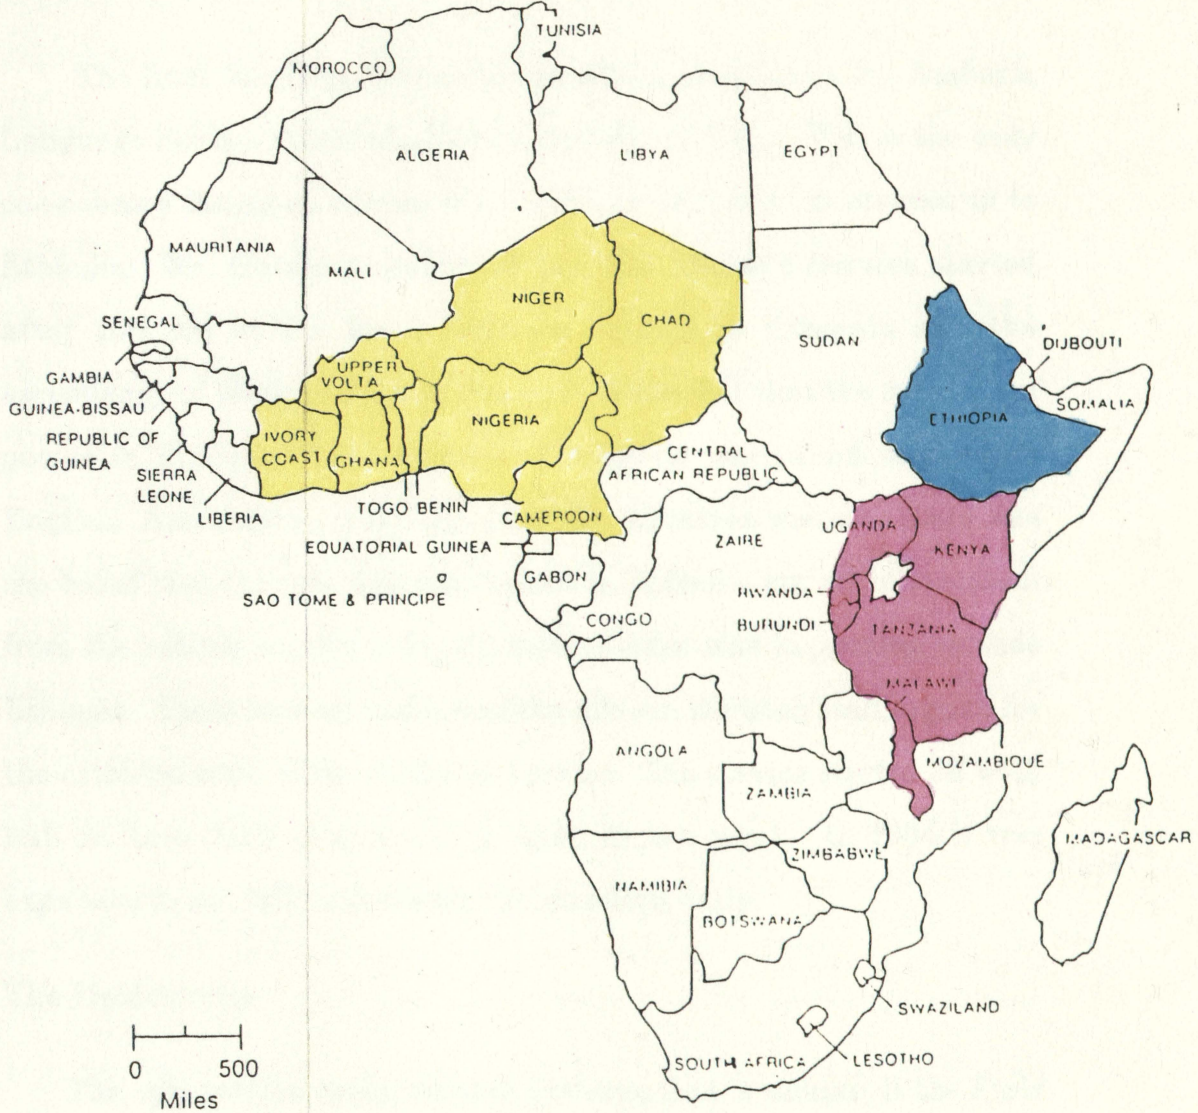 TUNISIA
MOROCCO
ALGERIA
LIBYA
EGYPT
MAURITANIA
MALI
NIGER
CHAD
SUDAN
SENEGAL
DJIBOUTI
GAMBIA
UPPER
VOLTA
GUINEA-BISSAU
SOMALIA
ETHIOPIA
REPUBLIC OF
GUINEA
IVORY
COAST
GHANA
NIGERIA
CENTRAL
AFRICAN REPUBLIC
SIERRA
LEONE
LIBERIA
TOGO BENIN
CAMEROON
UGANDA
KENYA
EQUATORIAL GUINEA
ZAIRE
GABON
SAO TOME & PRINCIPE
RWANDA
CONGO
BURUNDI
TANZANIA
MALAWI
ANGOLA
MOZAMBIQUE
ZAMBIA
MADAGASCAR
ZIMBABWE
NAMIBIA
BOTSWANA
SWAZILAND
SOUTH AFRICA
LESOTHO
0 500
Miles